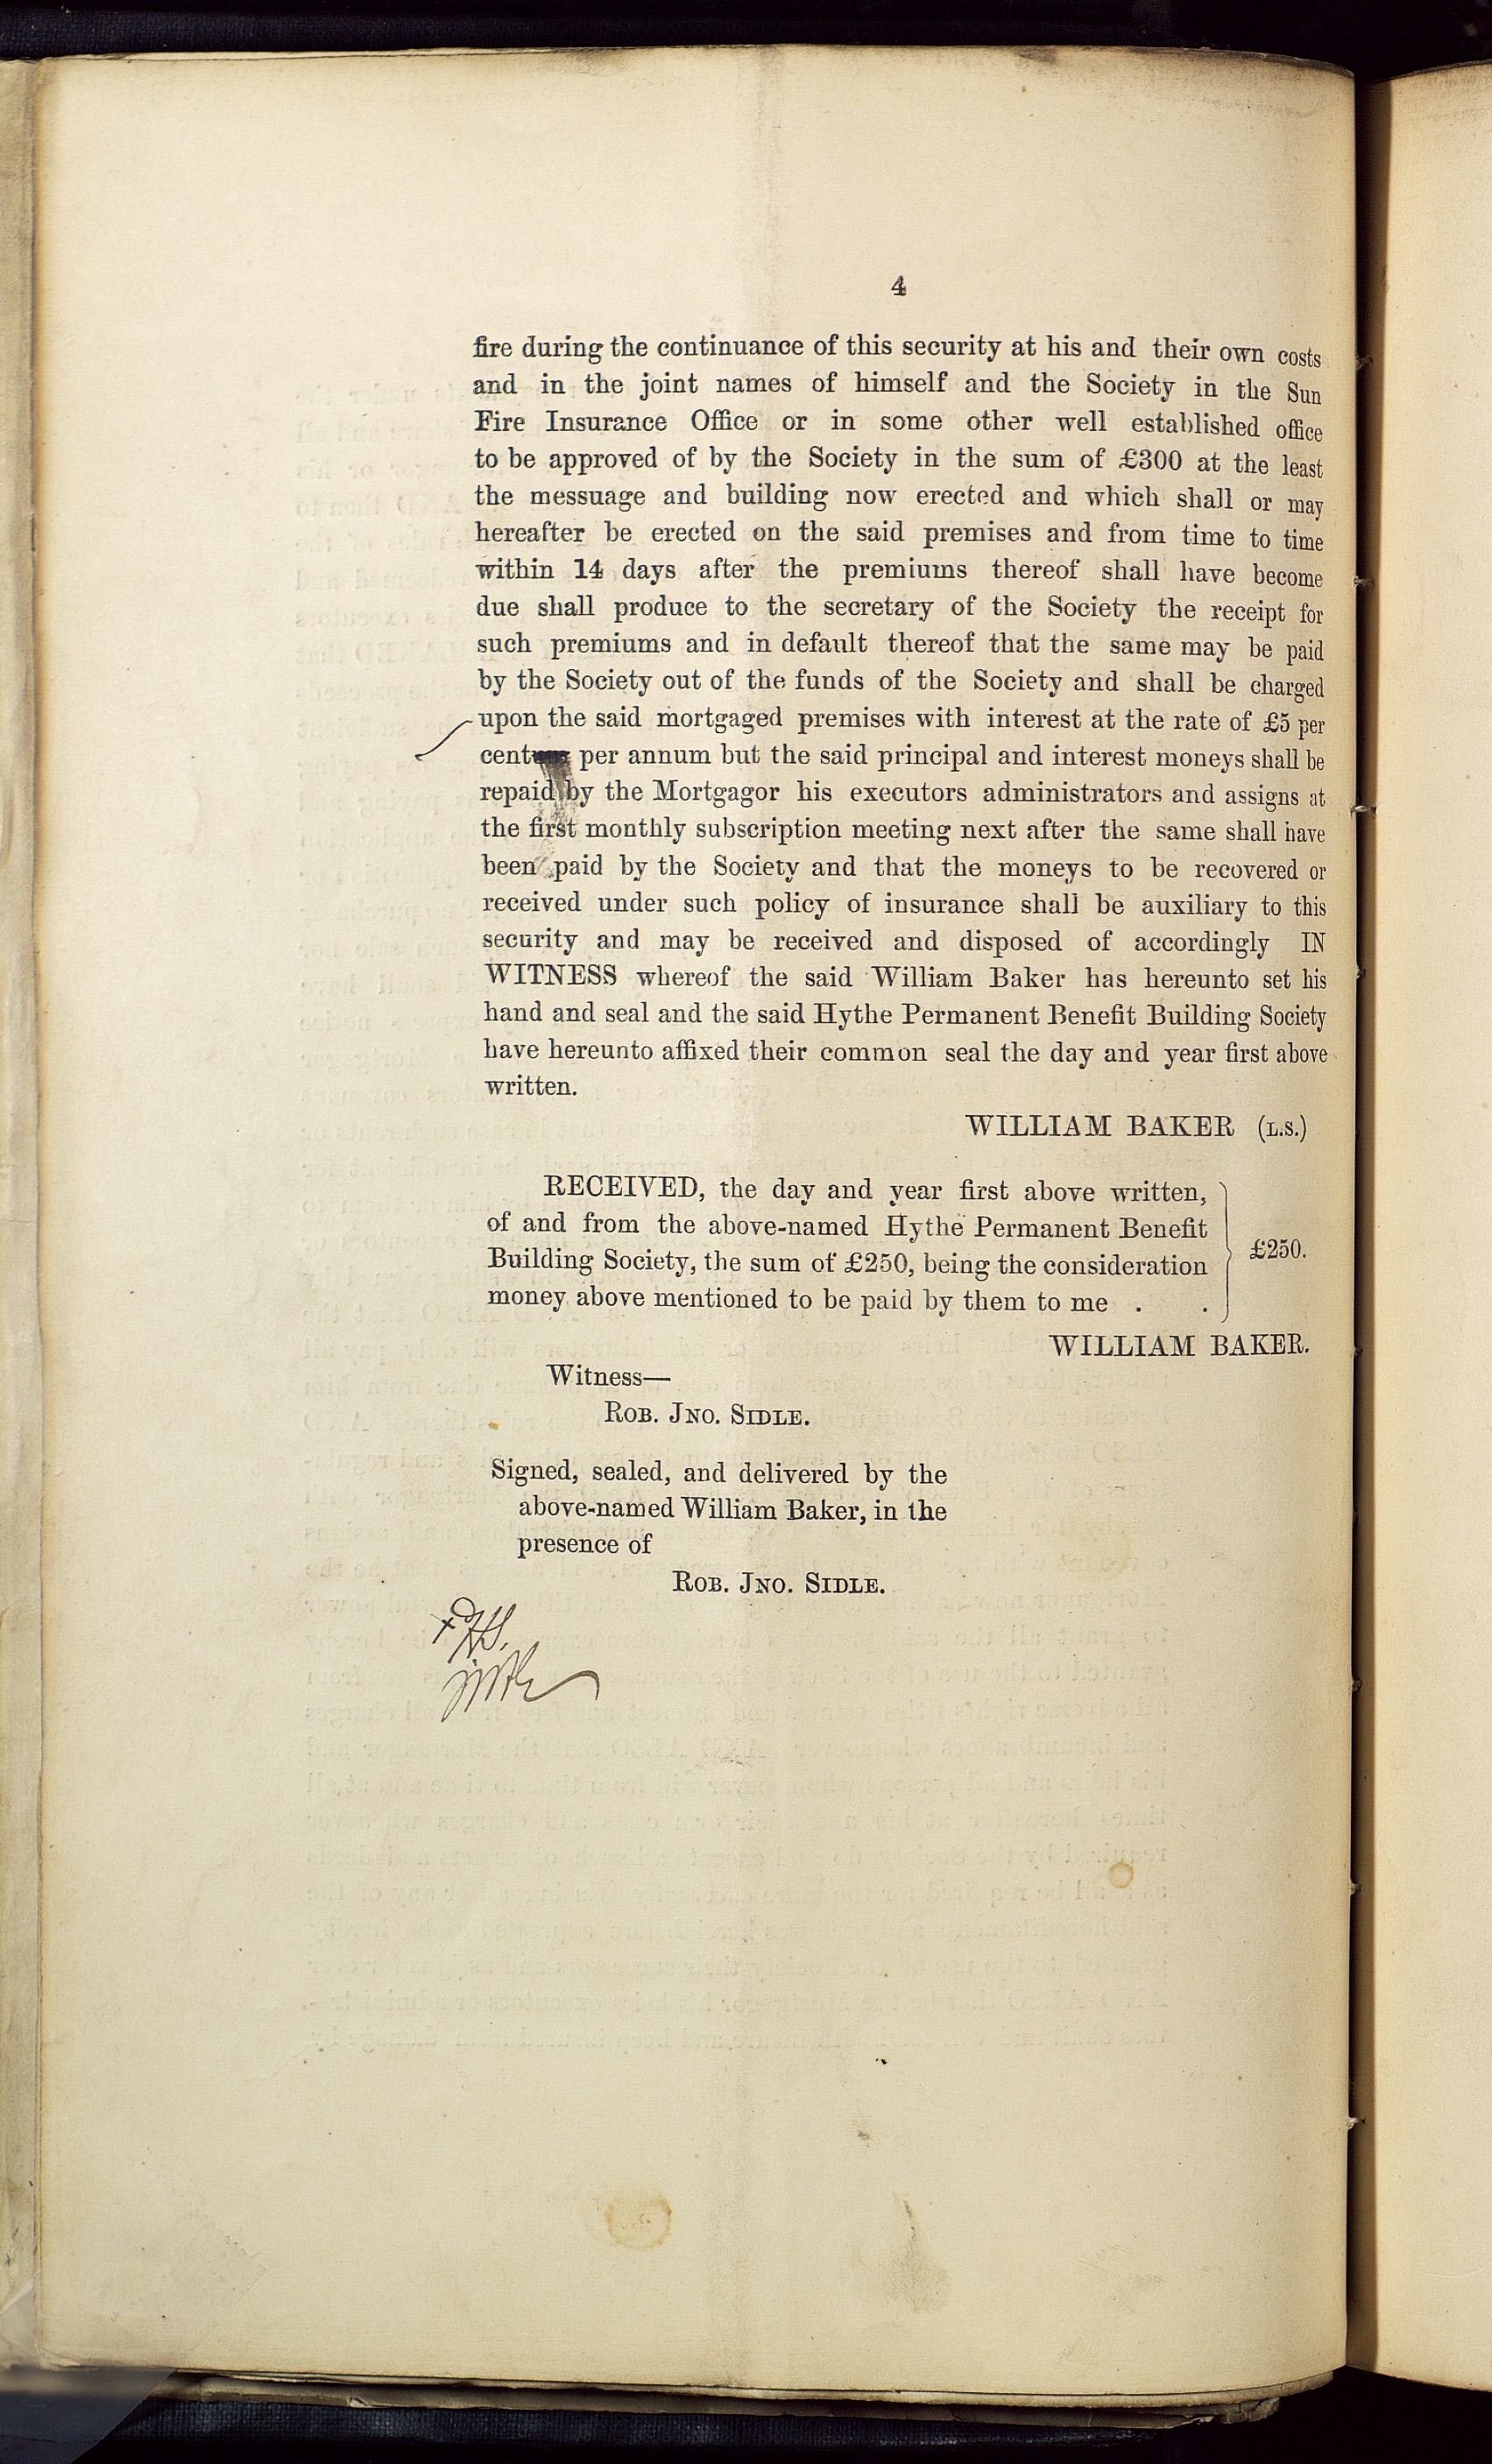 4
fire during the continuance of this security at his and their own costs
and in the joint names of himself and the Society in the Sun
Fire Insurance Office or in some other well established office
to be approved of by the Society in the sum of £300 at the least
the messuage and building now erected and which shall or may
hereafter be erected on the said premises and from time to time
within 14 days after the premiums thereof shall have become
due shall produce to the secretary of the Society the receipt for
such premiums and in default thereof that the same may be paid
by the Society out of the funds of the Society and shall be charged
upon the said mortgaged premises with interest at the rate of £5 per
cent per annum but the said principal and interest moneys shall be
repaid by the Mortgagor his executors administrators and assigns at
the first monthly subscription meeting next after the same shall have
been paid by the Society and that the moneys to be recovered or
received under such policy of insurance shall be auxiliary to this
security and may be received and disposed of accordingly IN
WITNESS whereof the said William Baker has hereunto set his
hand and seal and the said Hythe Permanent Benefit Building Society
have hereunto affixed their common seal the day and year first above
written.
WILLIAM BAKER (L.S.)
RECEIVED, the day and year first above written,
of and from the above-named Hythe Permanent Benefit
Building Society, the sum of £250, being the consideration
money above mentioned to be paid by them to me . .
£250.
WILLIAM BAKER.
Witness—
ROB. JNO. SIDLE.
Signed, sealed, and delivered by the
above-named William Baker, in the
presence of
ROB. JNO. SIDLE.